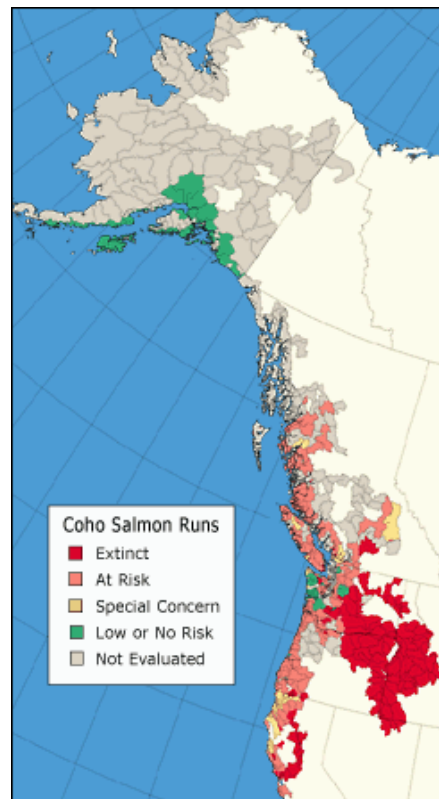 Coho Salmon Runs
Extinct
At Risk
Special Concern
Low or No Risk
Not Evaluated